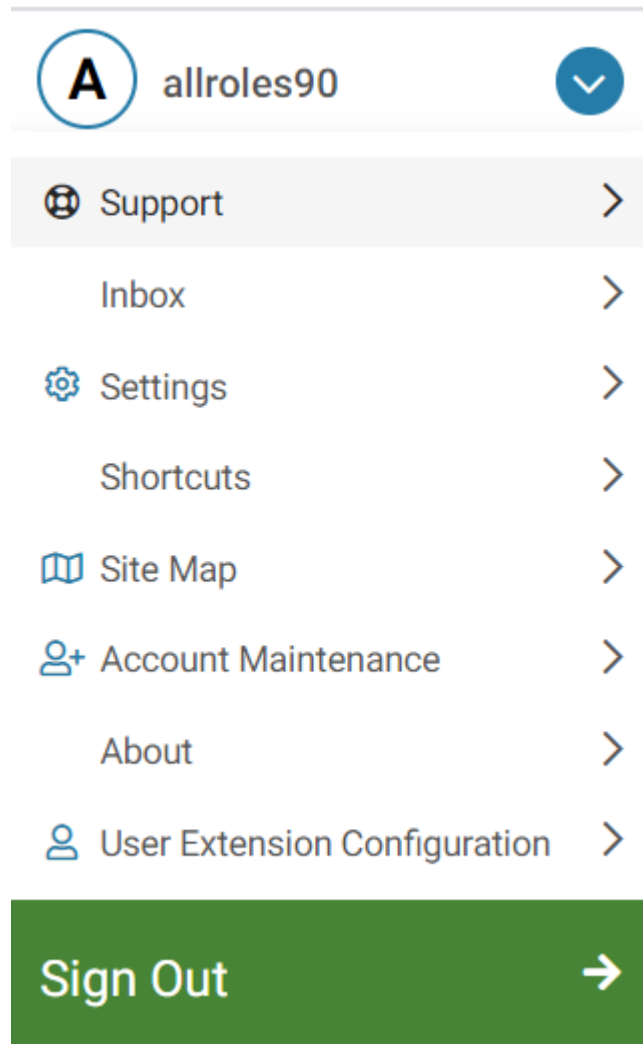 A allroles90
Support
Inbox
Settings
Shortcuts
Site Map
Account Maintenance
About
User Extension Configuration
Sign Out